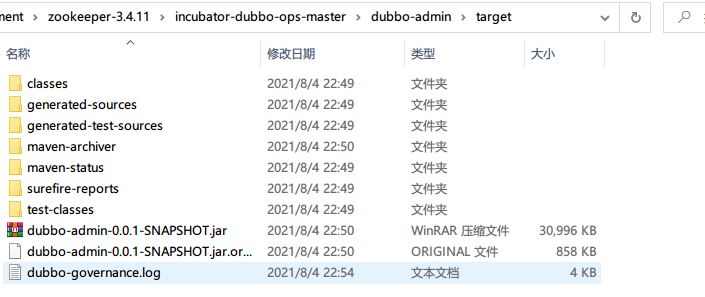 ment > zookeeper-3.4.11 > incubator-dubbo-ops-master > dubbo-admin > target
名称 修改日期 类型 大小
classes 2021/8/4 22:49 文件夹
generated-sources 2021/8/4 22:49 文件夹
generated-test-sources 2021/8/4 22:49 文件夹
maven-archiver 2021/8/4 22:50 文件夹
maven-status 2021/8/4 22:49 文件夹
surefire-reports 2021/8/4 22:49 文件夹
test-classes 2021/8/4 22:49 文件夹
dubbo-admin-0.0.1-SNAPSHOT.jar 2021/8/4 22:50 WinRAR 压缩文件 30,996 KB
dubbo-admin-0.0.1-SNAPSHOT.jar.or... 2021/8/4 22:50 ORIGINAL 文件 858 KB
dubbo-governance.log 2021/8/4 22:54 文本文档 4 KB